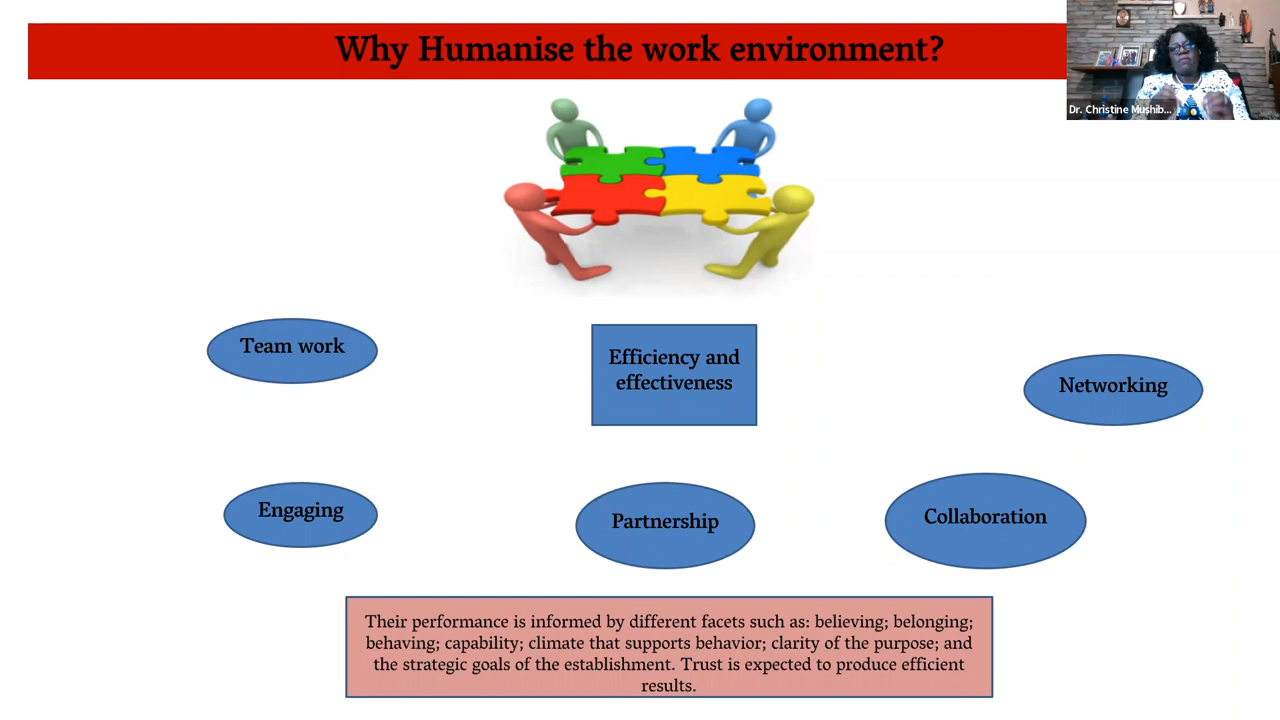 Why Humanise the work environment?
Dr. Christine Mushib...
Team work
Efficiency and
effectiveness
Networking
Engaging
Partnership
Collaboration
Their performance is informed by different facets such as: believing; belonging;
behaving; capability; climate that supports behavior; clarity of the purpose; and
the strategic goals of the establishment. Trust is expected to produce efficient
results.